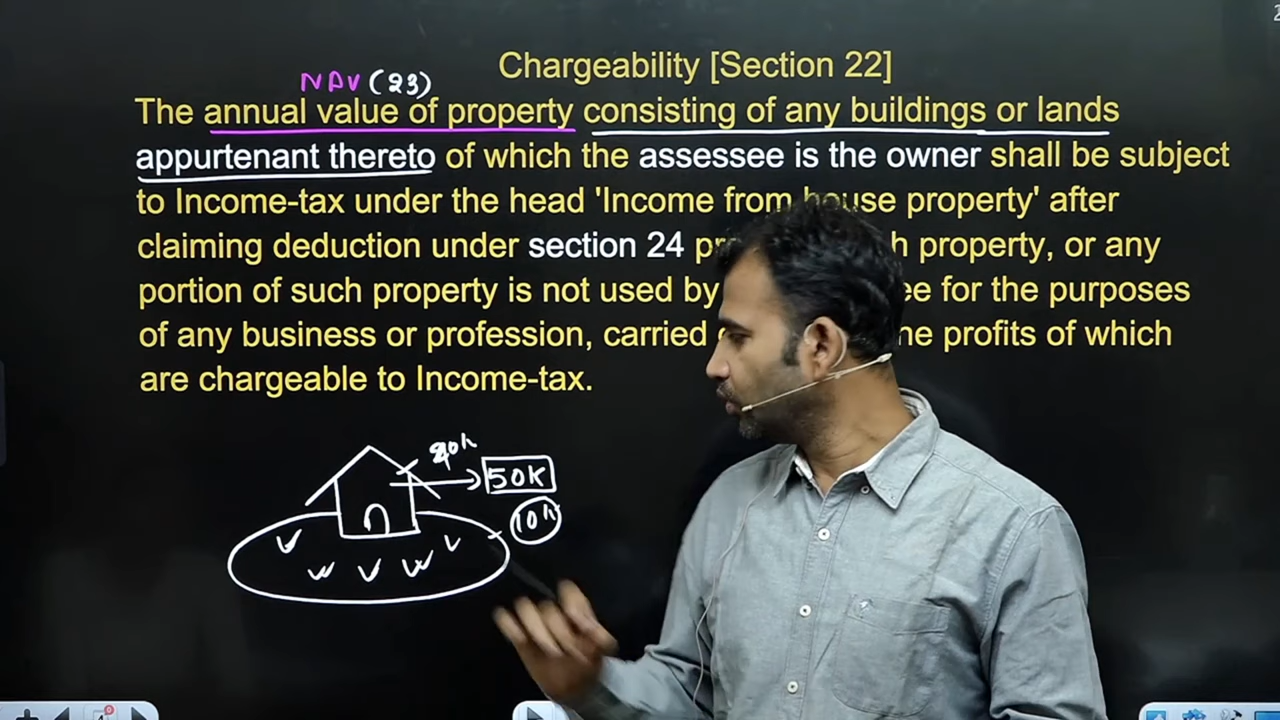 Chargeability [Section 22]
NAV (23)
The annual value of property consisting of any buildings or lands
appurtenant thereto of which the assessee is the owner shall be subject
to Income-tax under the head 'Income from house property' after
claiming deduction under section 24 property, or any
portion of such property is not used by for the purposes
of any business or profession, carried profits of which
are chargeable to Income-tax.
50K
10k